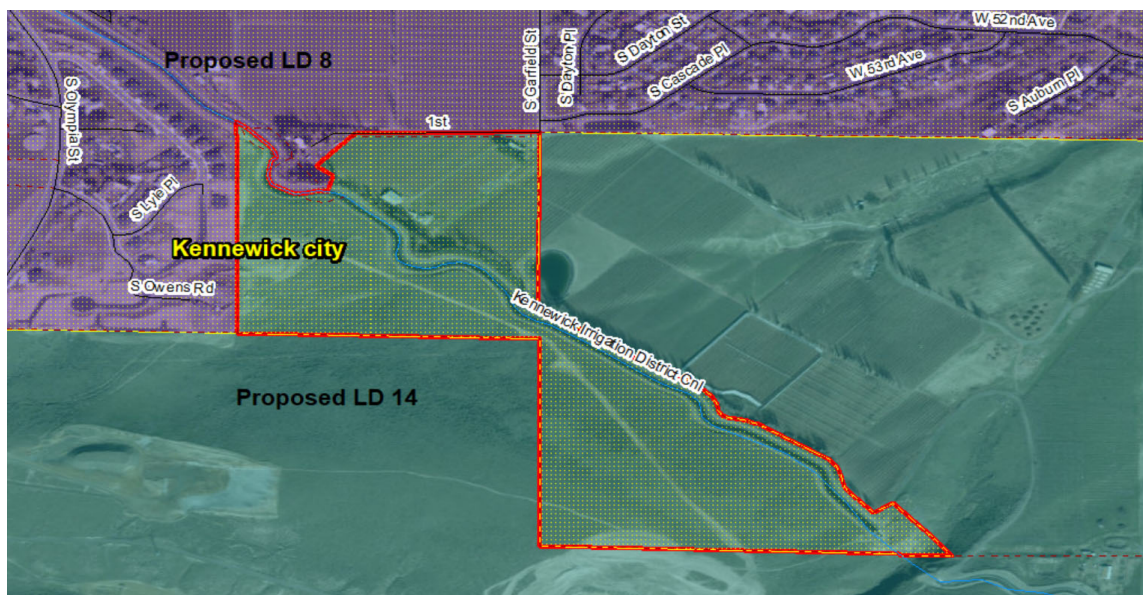 W 52nd Ave
Proposed LD 8
S Garfield St
S Dayton Pl
S Dayton St
S Cascade Pl
W 53rd Ave
S Auburn Pl
S Olympia St
1st
S Lyle Pl
Kennewick city
S Owens Rd
Kennewick Irrigation District Cnl
Proposed LD 14